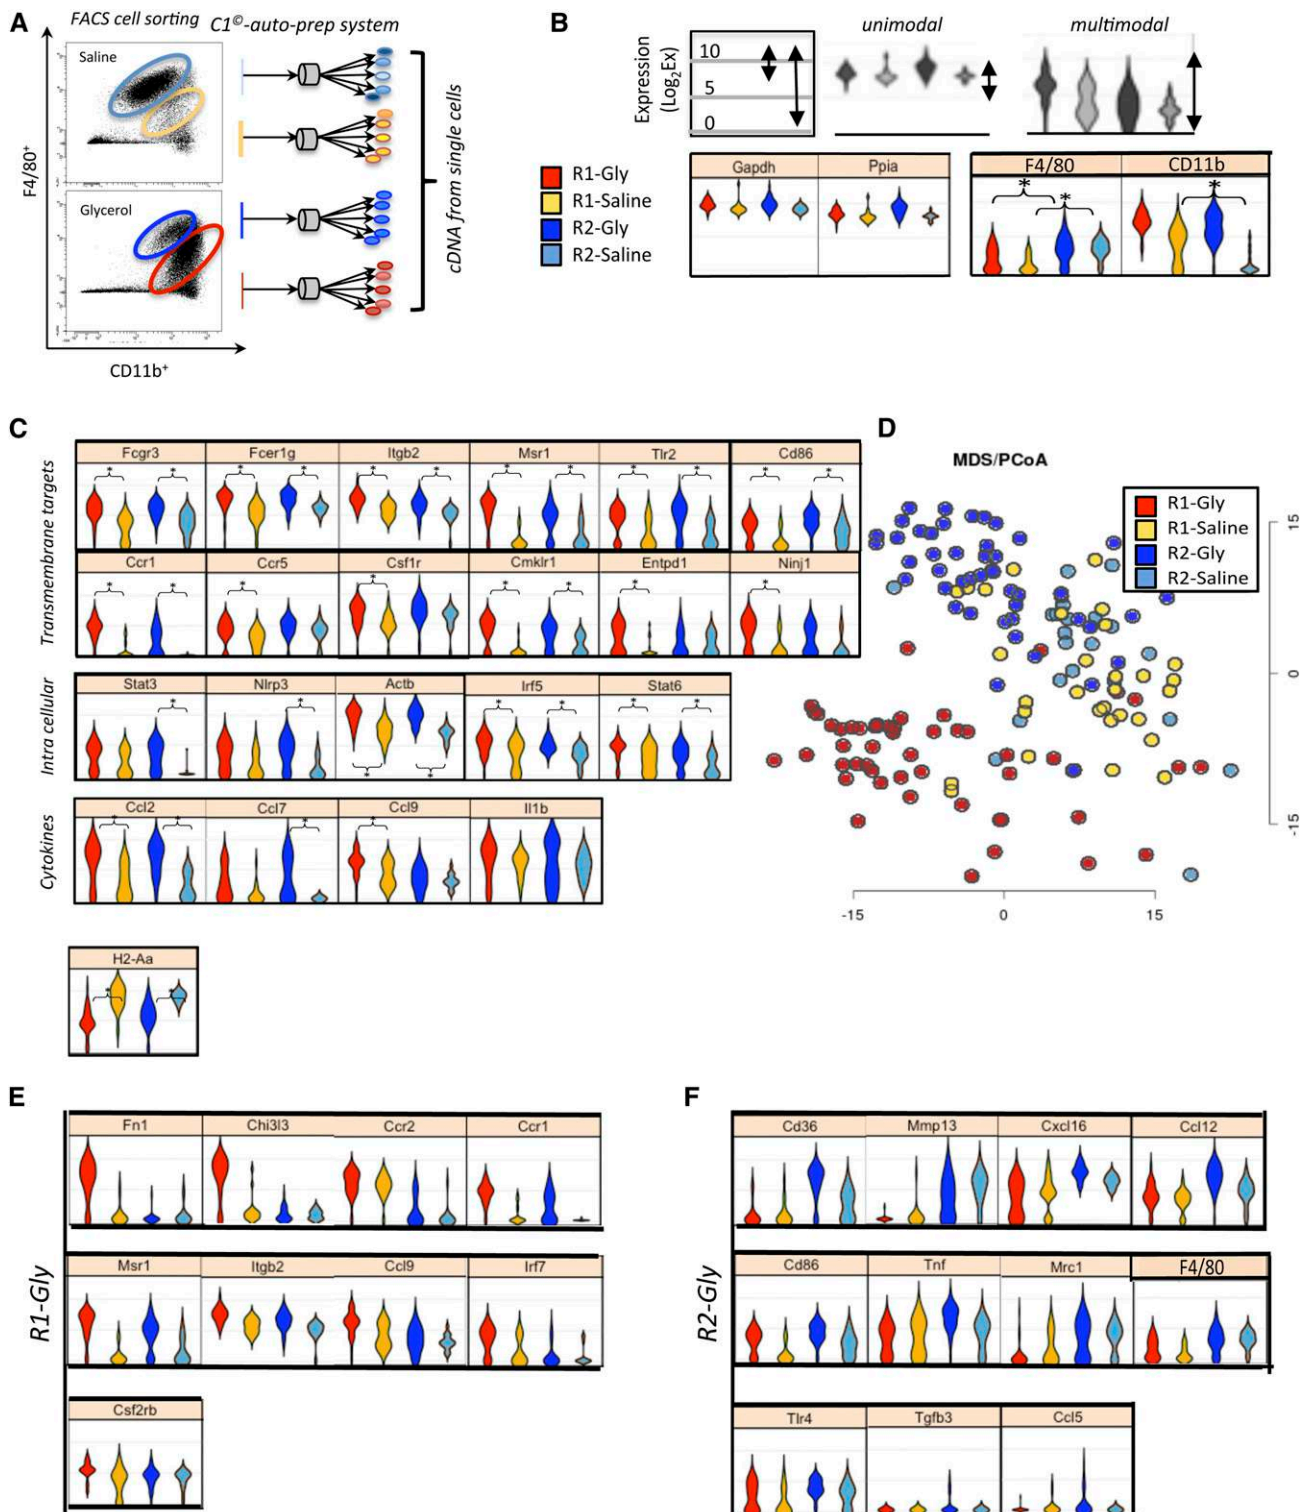 A
FACS cell sorting
C1©-auto-prep system
Saline
Glycerol
F4/80+
CD11b+
cDNA from single cells
B
unimodal
multimodal
Expression
(Log2Ex)
10
5
0
R1-Gly
R1-Saline
R2-Gly
R2-Saline
Gapdh
Ppia
F4/80
CD11b
* * *
C
Transmembrane targets
Fcgr3
Fcer1g
Itgb2
Msr1
Tlr2
Cd86
* * * * * * * * * * * *
Ccr1
Ccr5
Csf1r
Cmklr1
Entpd1
Ninj1
* * * * * * * *
Intra cellular
Stat3
Nlrp3
Actb
Irf5
Stat6
* * * * * * * *
Cytokines
Ccl2
Ccl7
Ccl9
Il1b
* * * *
H2-Aa
* *
D
MDS/PCoA
R1-Gly
R1-Saline
R2-Gly
R2-Saline
15
0
-15
-15
0
15
E
R1-Gly
Fn1
Chi3l3
Ccr2
Ccr1
Msr1
Itgb2
Ccl9
Irf7
Csf2rb
F
R2-Gly
Cd36
Mmp13
Cxcl16
Ccl12
Cd86
Tnf
Mrc1
F4/80
Tlr4
Tgfb3
Ccl5